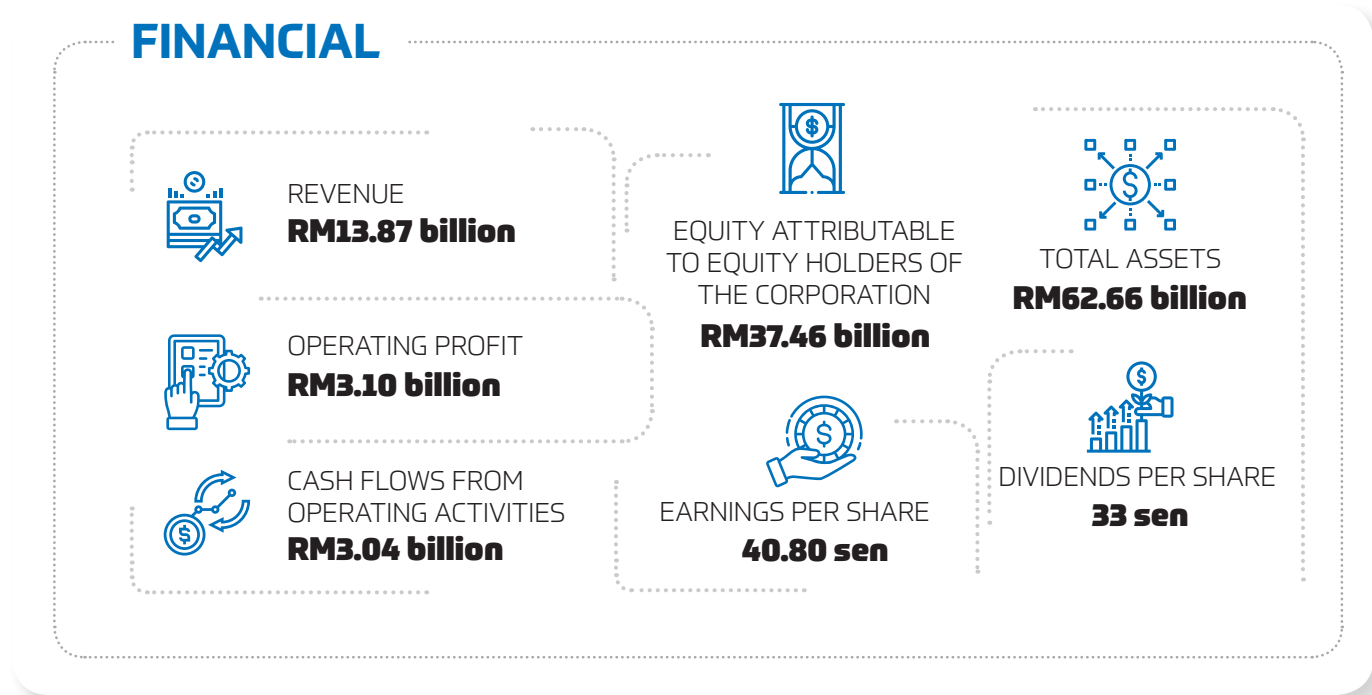 FINANCIAL
REVENUE
RM13.87 billion
OPERATING PROFIT
RM3.10 billion
CASH FLOWS FROM
OPERATING ACTIVITIES
RM3.04 billion
EQUITY ATTRIBUTABLE
TO EQUITY HOLDERS OF
THE CORPORATION
RM37.46 billion
EARNINGS PER SHARE
40.80 sen
TOTAL ASSETS
RM62.66 billion
DIVIDENDS PER SHARE
33 sen